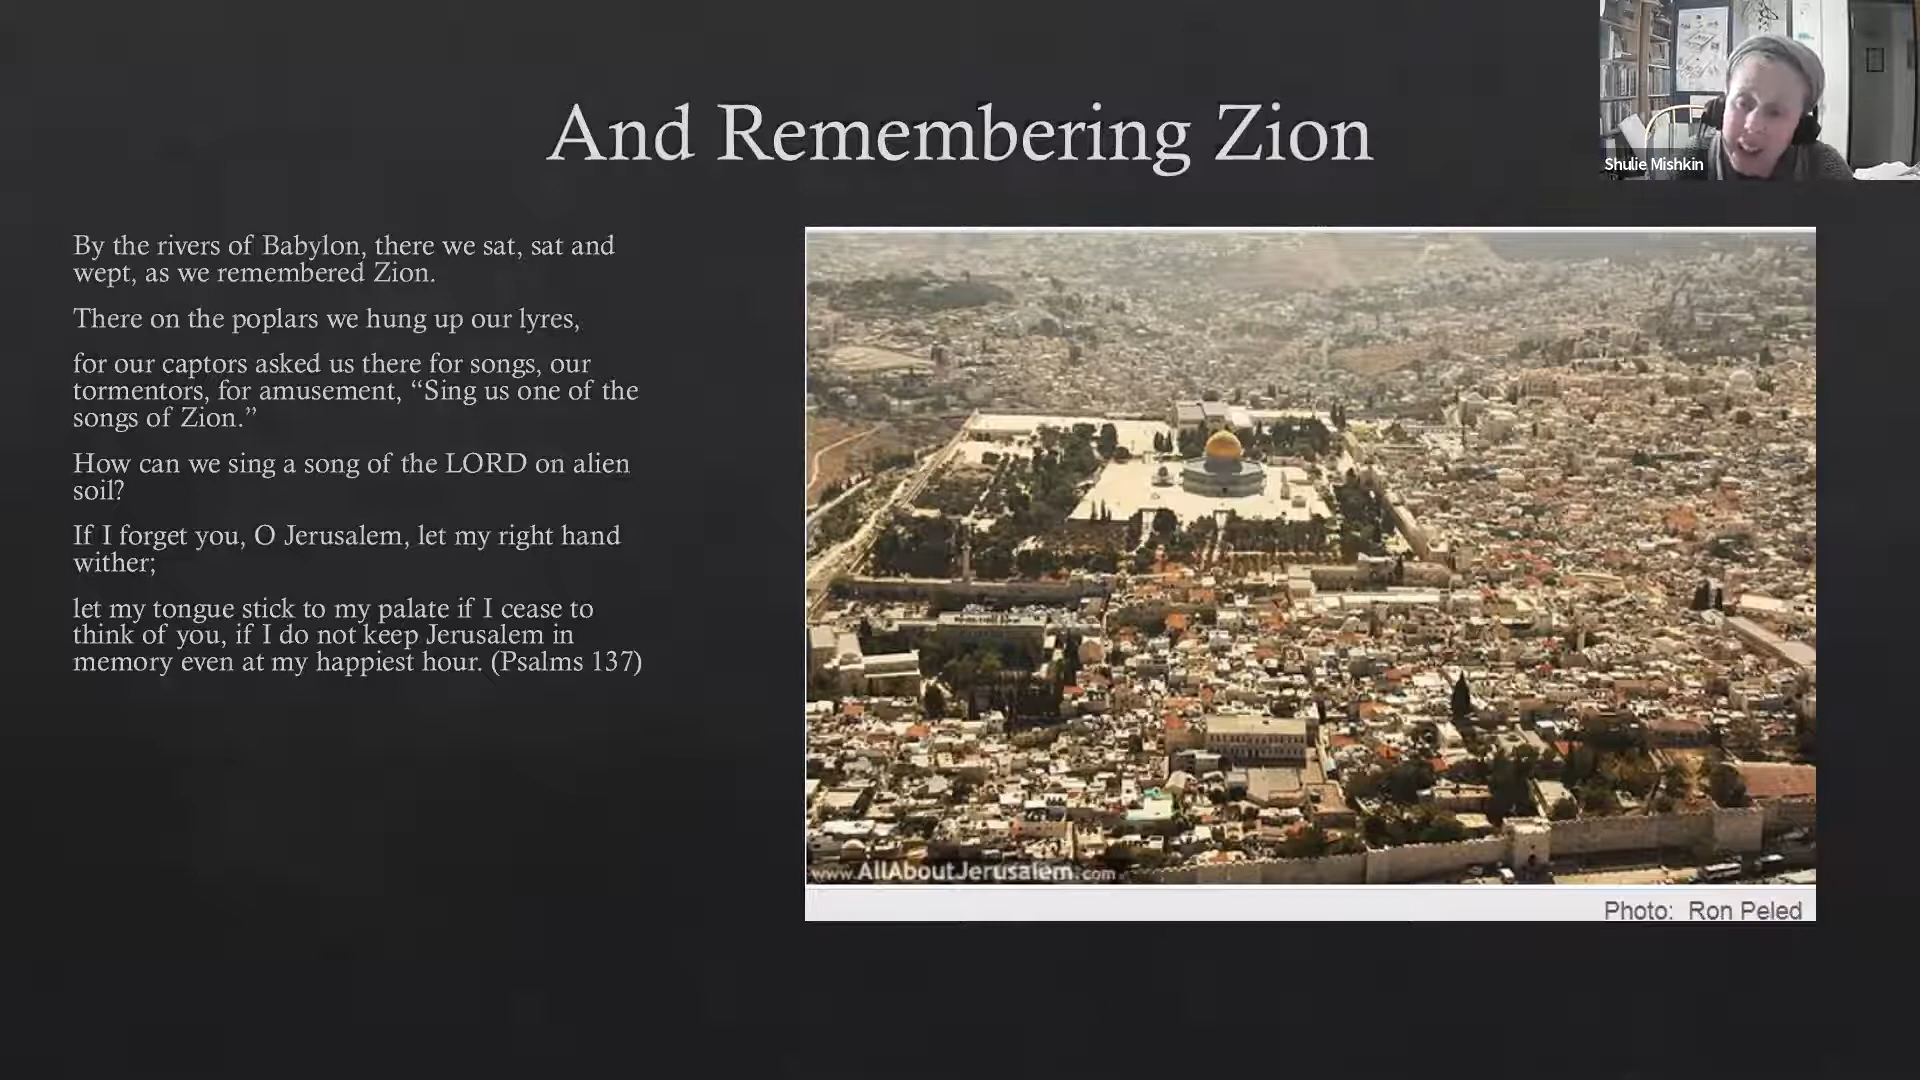 And Remembering Zion
Shulie Mishkin
By the rivers of Babylon, there we sat, sat and
wept, as we remembered Zion.
There on the poplars we hung up our lyres,
for our captors asked us there for songs, our
tormentors, for amusement, “Sing us one of the
songs of Zion.”
How can we sing a song of the LORD on alien
soil?
If I forget you, O Jerusalem, let my right hand
wither;
let my tongue stick to my palate if I cease to
think of you, if I do not keep Jerusalem in
memory even at my happiest hour. (Psalms 137)
www.AllAboutJerusalem.com
Photo: Ron Peled